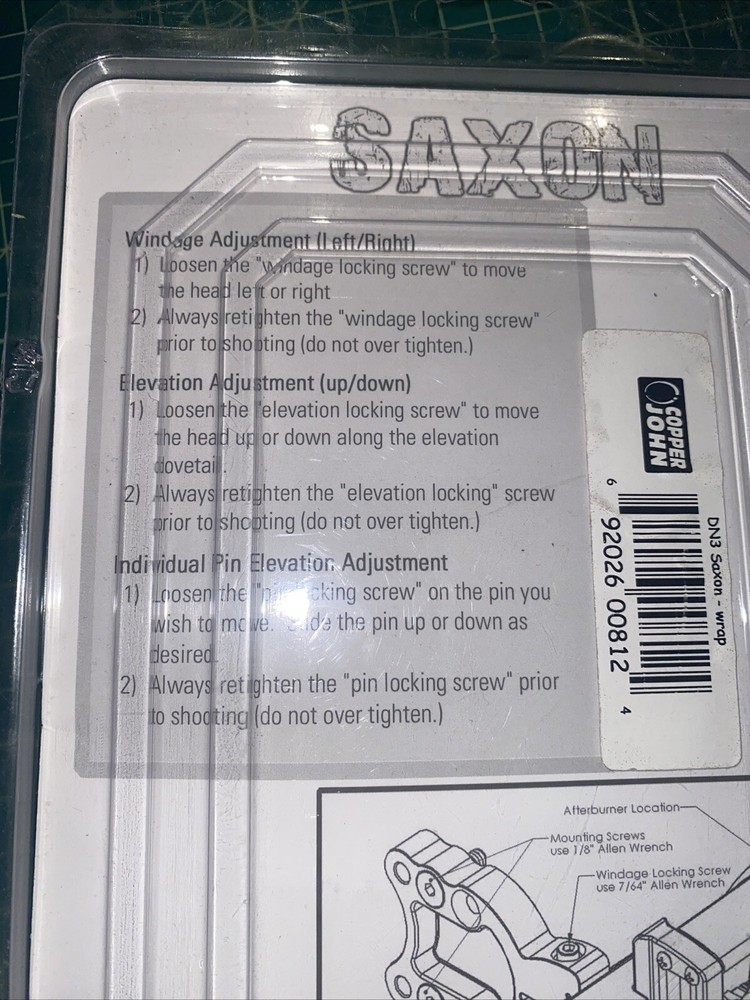 SAXON
Windage Adjustment (Left/Right)
1) Loosen the "windage locking screw" to move
the head left or right
2) Always retighten the "windage locking screw"
prior to shooting (do not over tighten.)
Elevation Adjustment (up/down)
1) Loosen the "elevation locking screw" to move
the head up or down along the elevation
dovetail.
2) Always retighten the "elevation locking" screw
prior to shooting (do not over tighten.)
Individual Pin Elevation Adjustment
1) Loosen the "pin locking screw" on the pin you
wish to move. Slide the pin up or down as
desired.
2) Always retighten the "pin locking screw" prior
to shooting (do not over tighten.)
COPPER
JOHN
DN3 Saxon - wrap
6 92026 00812 4
Afterburner Location
Mounting Screws
use 1/8" Allen Wrench
Windage Locking Screw
use 7/64" Allen Wrench